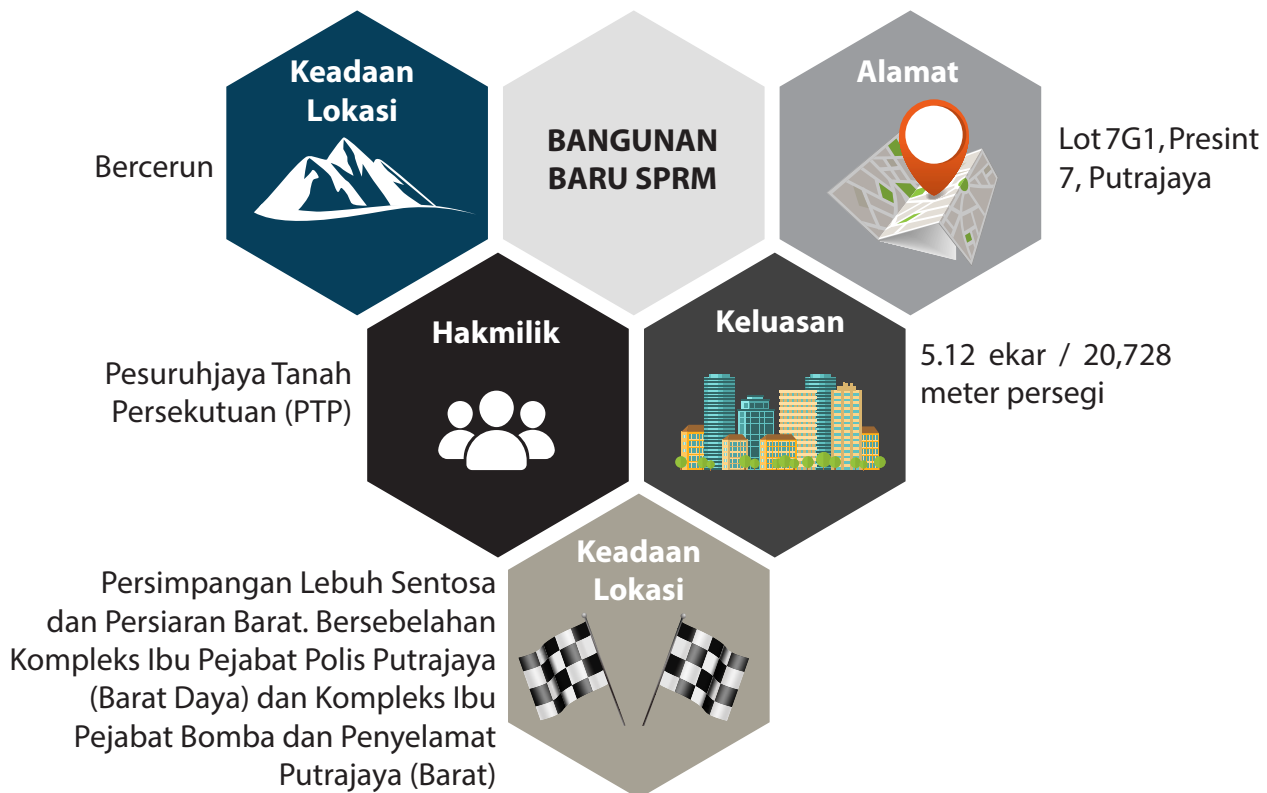 Keadaan
Lokasi
Bercerun
BANGUNAN
BARU SPRM
Alamat
Lot 7G1, Presint
7, Putrajaya
Hakmilik
Pesuruhjaya Tanah
Persekutuan (PTP)
Keluasan
5.12 ekar / 20,728
meter persegi
Keadaan
Lokasi
Persimpangan Lebuh Sentosa
dan Persiaran Barat. Bersebelahan
Kompleks Ibu Pejabat Polis Putrajaya
(Barat Daya) dan Kompleks Ibu
Pejabat Bomba dan Penyelamat
Putrajaya (Barat)